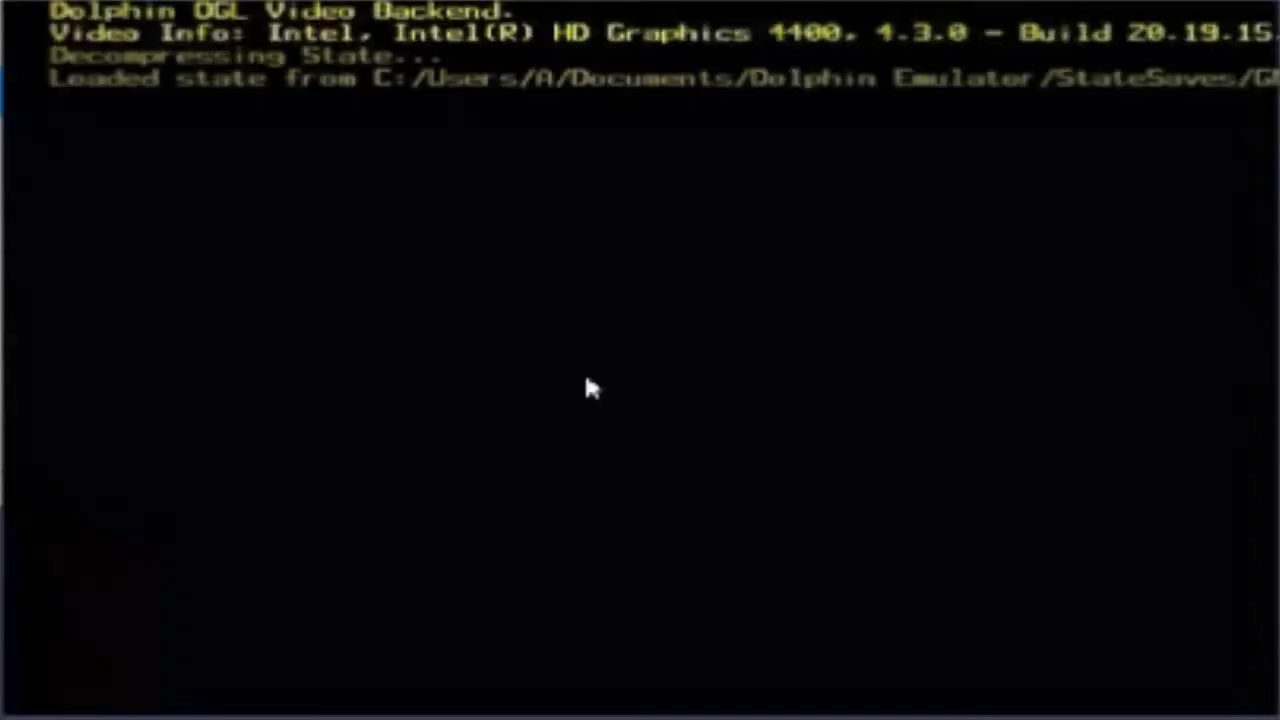 Dolphin OGL Video Backend.
Video Info: Intel, Intel(R) HD Graphics 4400, 4.3.0 - Build 20.19.15.
Decompressing State...
Loaded state from C:/Users/A/Documents/Dolphin Emulator/StateSaves/